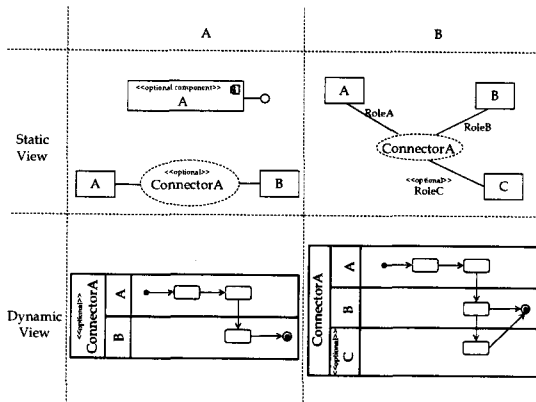 A
B
<<optional component>>
A
Static
View
<<optional>>
ConnectorA
A
B
A
B
RoleA
RoleB
ConnectorA
<<optional>>
RoleC
C
Dynamic
View
<<optional>>
ConnectorA
A
B
ConnectorA
A
B
<<optional>>
C